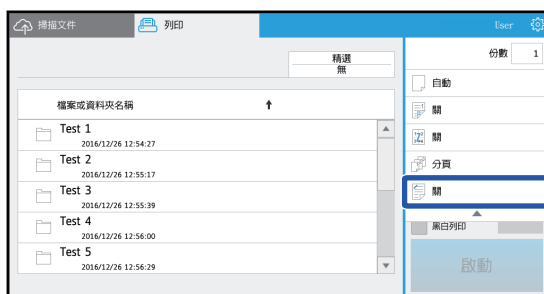 掃描文件
列印
User
精選
無
份數 1
自動
關
關
分頁
關
黑白列印
啟動
檔案或資料夾名稱
Test 1
2016/12/26 12:54:27
Test 2
2016/12/26 12:55:17
Test 3
2016/12/26 12:55:39
Test 4
2016/12/26 12:56:00
Test 5
2016/12/26 12:56:29